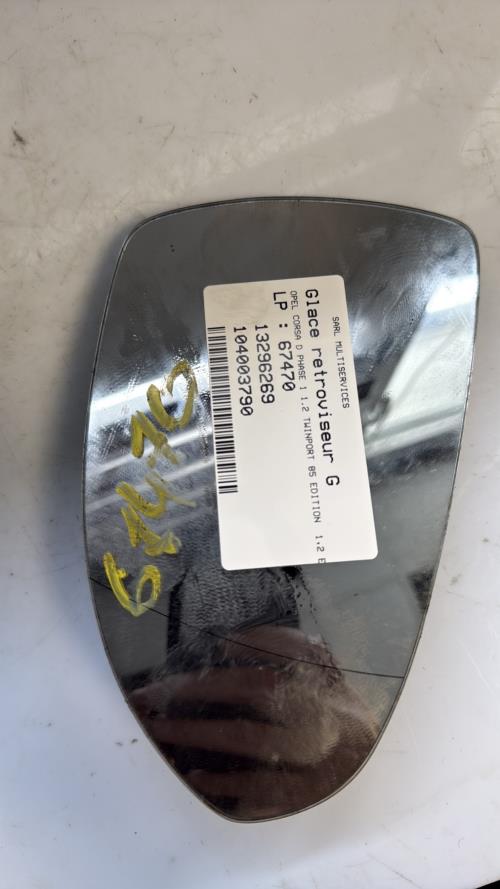 SARL MULTISERVICES
Glace retroviseur G
OPEL CORSA D PHASE 1 1.2 TWINPORT 85 EDITION 1.2 E
LP : 67470
13296269
104003790
67470